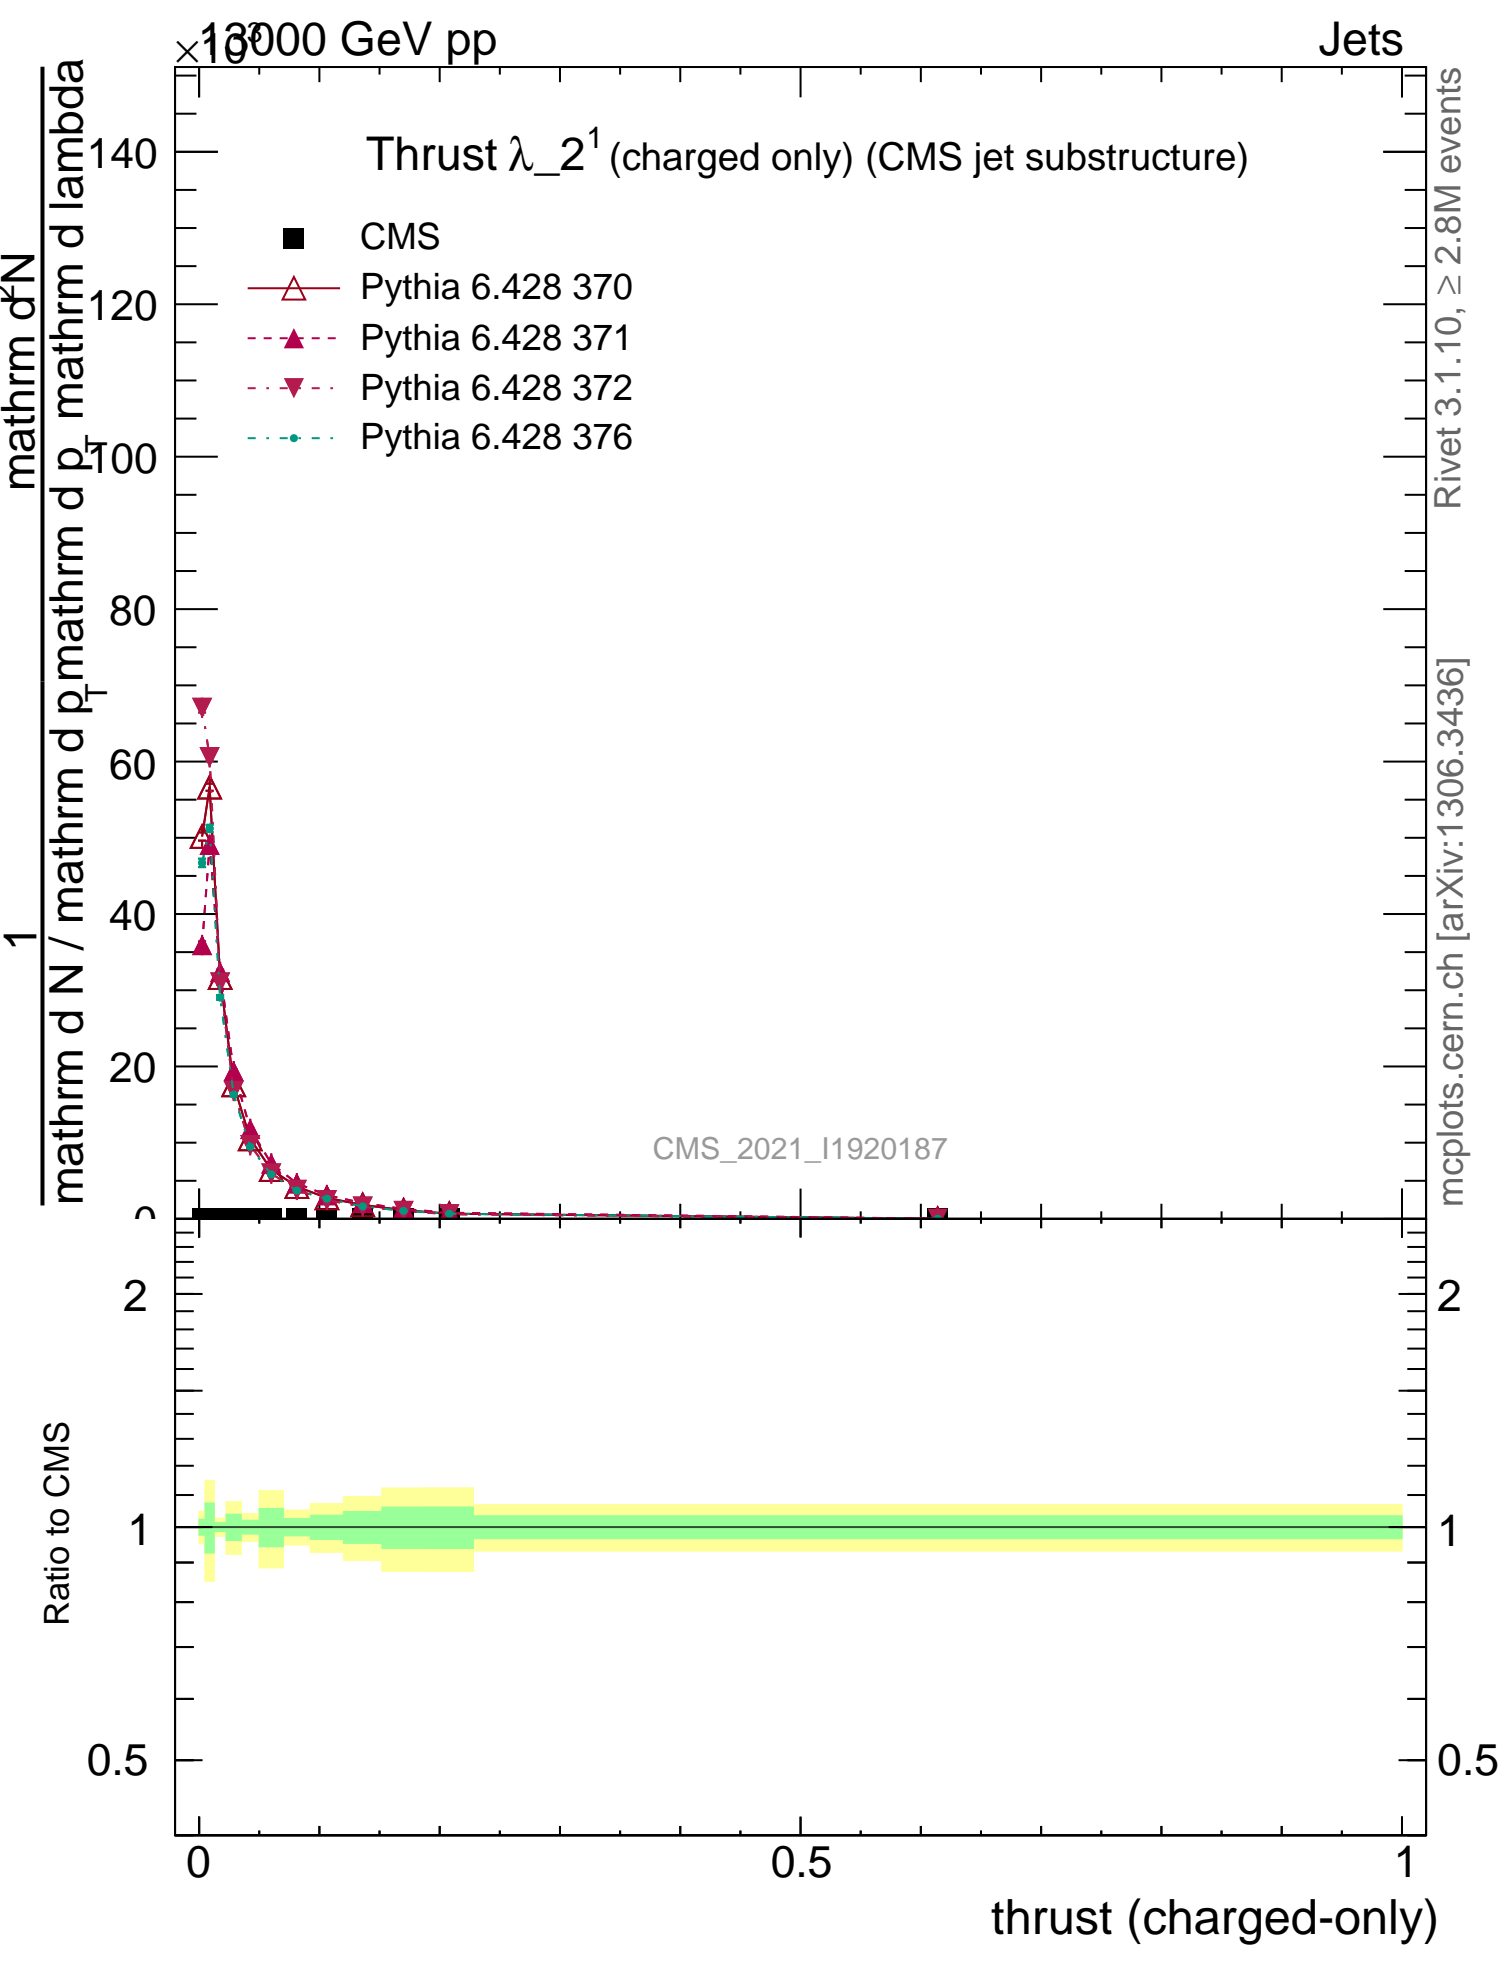 ×10³
13000 GeV pp
Jets
Thrust λ_2¹ (charged only) (CMS jet substructure)
CMS
Pythia 6.428 370
Pythia 6.428 371
Pythia 6.428 372
Pythia 6.428 376
140
120
100
80
60
40
20
0
1
mathrm d N / mathrm d p_T mathrm d p_T mathrm d lambda
mathrm d²N
CMS_2021_I1920187
Rivet 3.1.10, ≥ 2.8M events
mcplots.cern.ch [arXiv:1306.3436]
Ratio to CMS
2
1
0.5
2
1
0.5
0
0.5
1
thrust (charged-only)